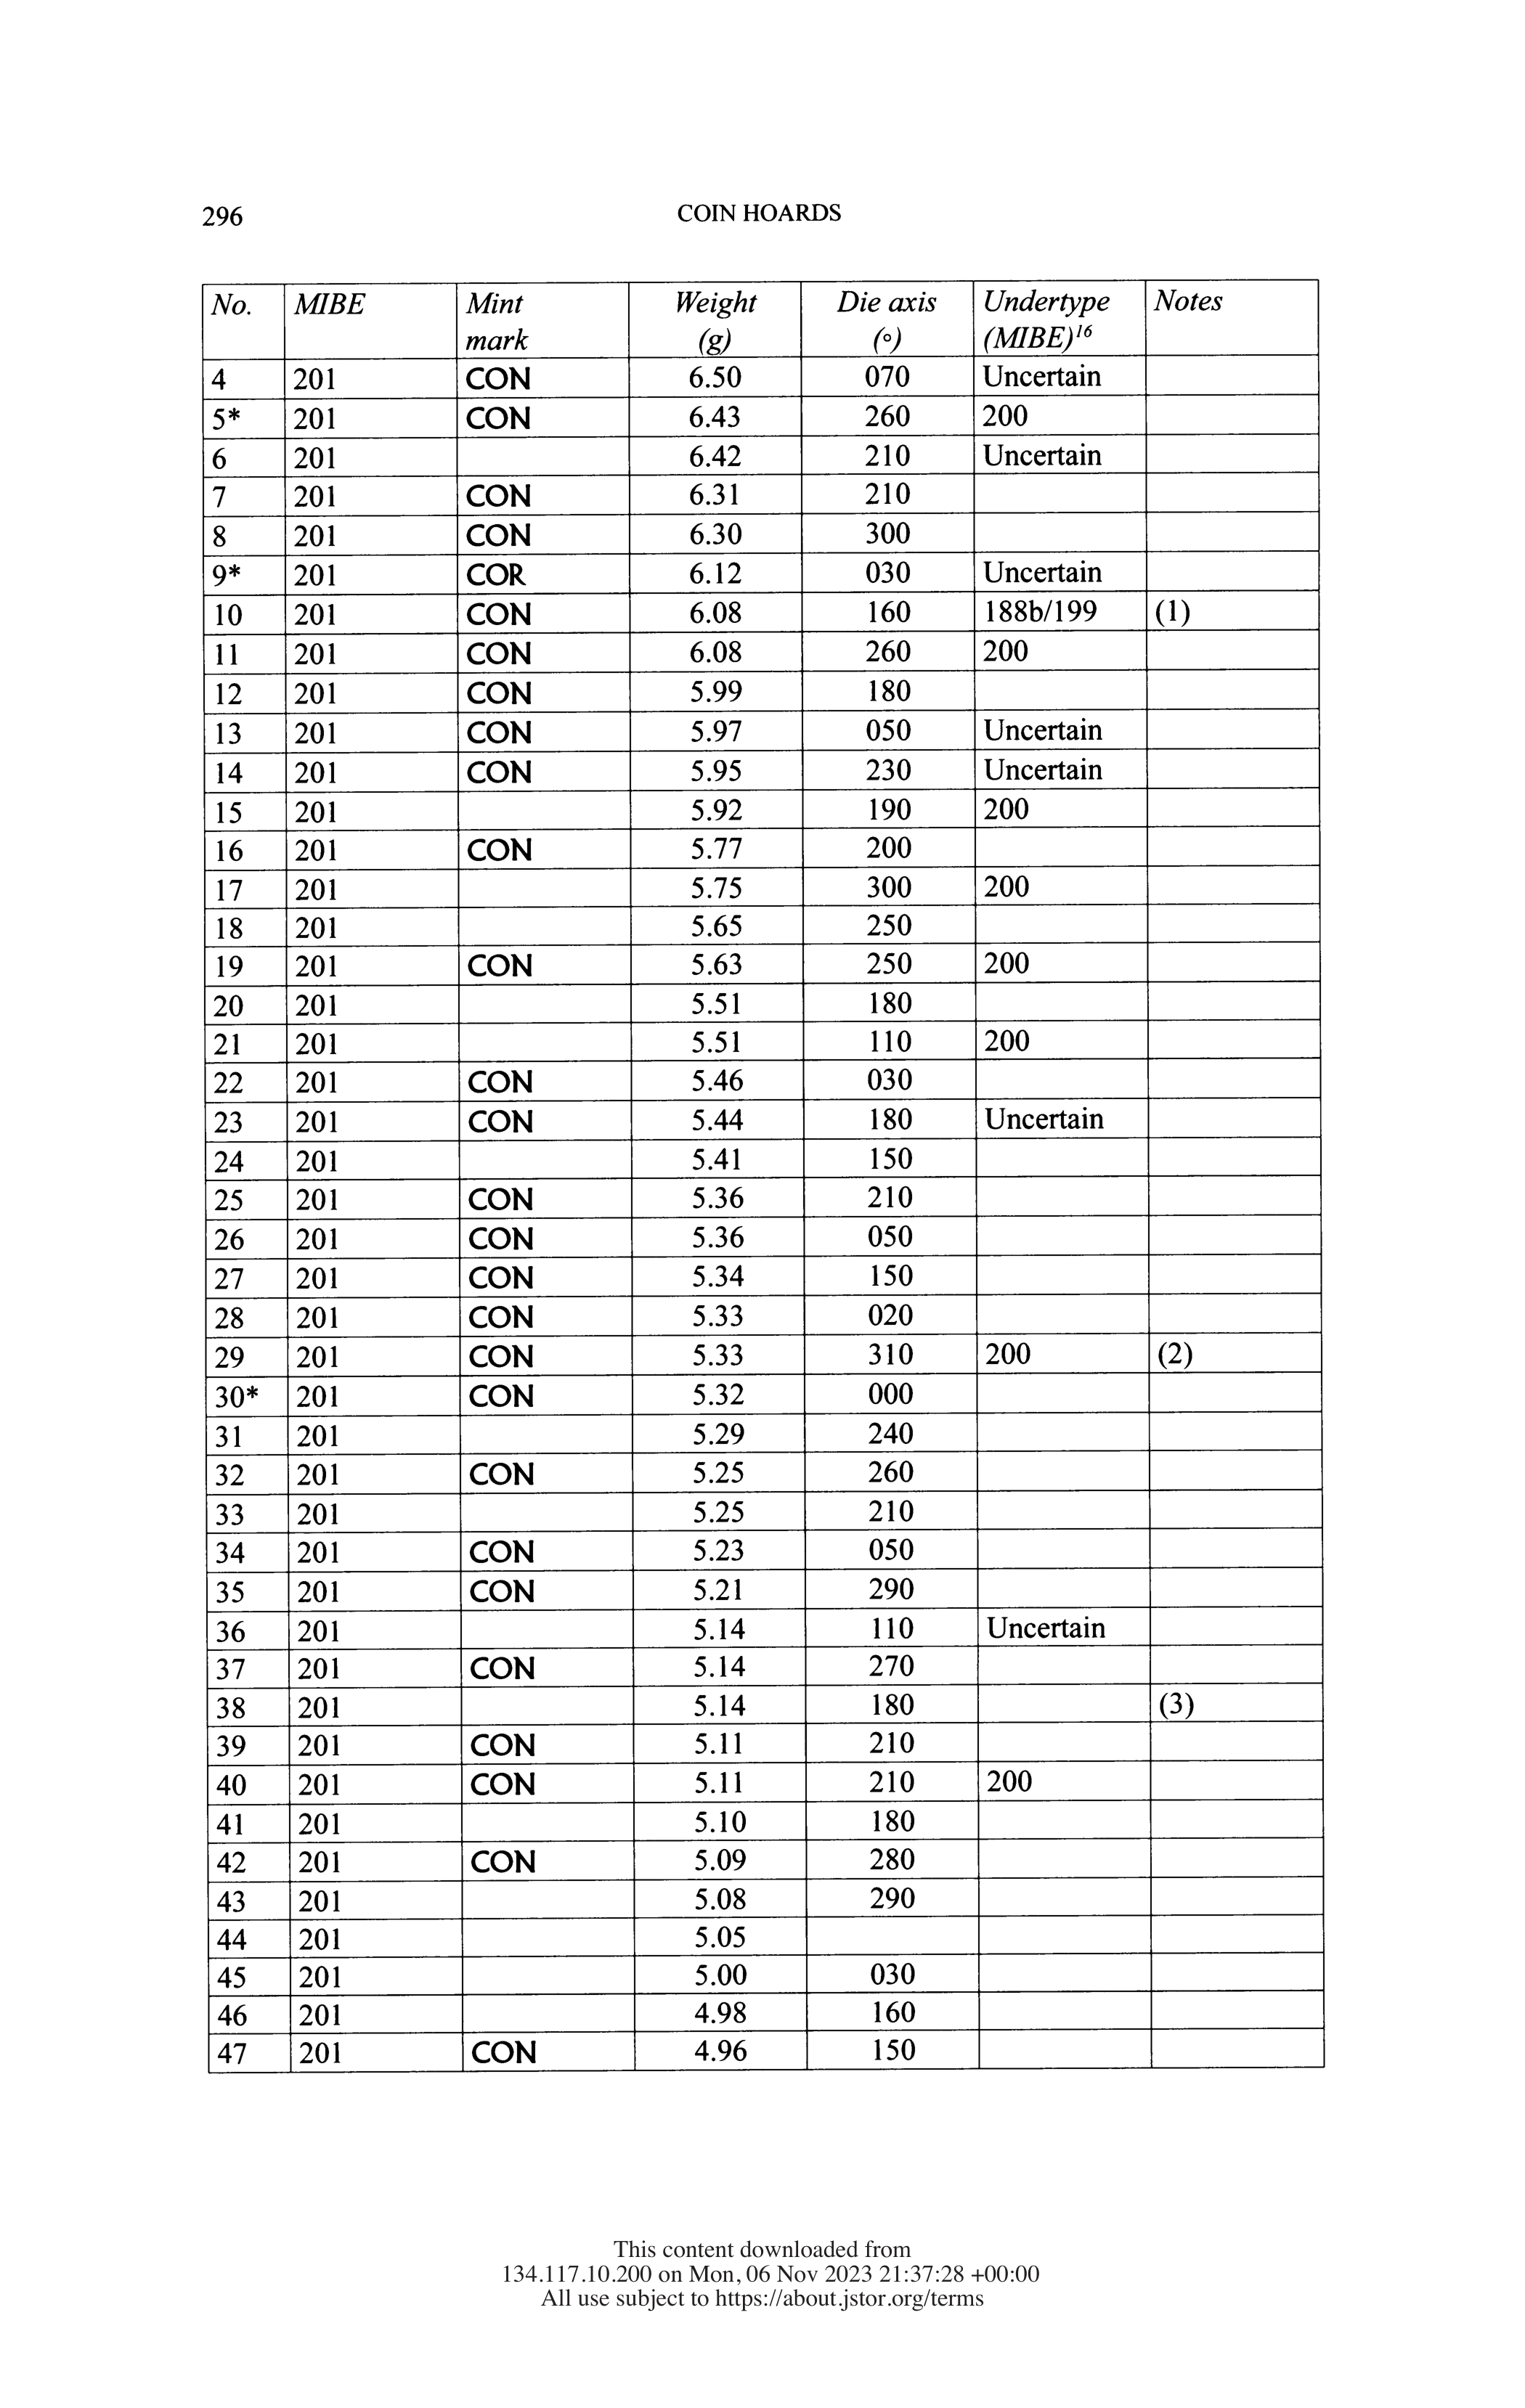 296
COIN HOARDS
No. MIBE Mint mark Weight (g) Die axis (°) Undertype (MIBE)16 Notes
4 201 CON 6.50 070 Uncertain
5* 201 CON 6.43 260 200
6 201 6.42 210 Uncertain
7 201 CON 6.31 210
8 201 CON 6.30 300
9* 201 COR 6.12 030 Uncertain
10 201 CON 6.08 160 188b/199 (1)
11 201 CON 6.08 260 200
12 201 CON 5.99 180
13 201 CON 5.97 050 Uncertain
14 201 CON 5.95 230 Uncertain
15 201 5.92 190 200
16 201 CON 5.77 200
17 201 5.75 300 200
18 201 5.65 250
19 201 CON 5.63 250 200
20 201 5.51 180
21 201 5.51 110 200
22 201 CON 5.46 030
23 201 CON 5.44 180 Uncertain
24 201 5.41 150
25 201 CON 5.36 210
26 201 CON 5.36 050
27 201 CON 5.34 150
28 201 CON 5.33 020
29 201 CON 5.33 310 200 (2)
30* 201 CON 5.32 000
31 201 5.29 240
32 201 CON 5.25 260
33 201 5.25 210
34 201 CON 5.23 050
35 201 CON 5.21 290
36 201 5.14 110 Uncertain
37 201 CON 5.14 270
38 201 5.14 180 (3)
39 201 CON 5.11 210
40 201 CON 5.11 210 200
41 201 5.10 180
42 201 CON 5.09 280
43 201 5.08 290
44 201 5.05
45 201 5.00 030
46 201 4.98 160
47 201 CON 4.96 150
This content downloaded from
134.117.10.200 on Mon, 06 Nov 2023 21:37:28 +00:00
All use subject to https://about.jstor.org/terms